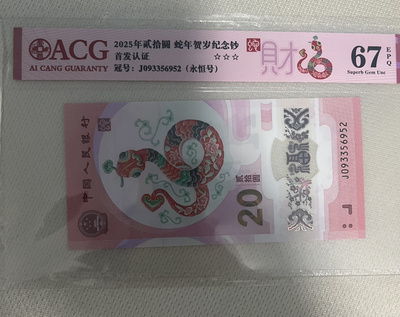 ACG
AI CANG GUARANTY
2025年贰拾圆 蛇年贺岁纪念钞
首发认证 ☆☆☆
冠号: J093356952 (永恒号)
財
67 EPQ
Superb Gem Unc
中国人民银行
20
贰拾圆
J093356952